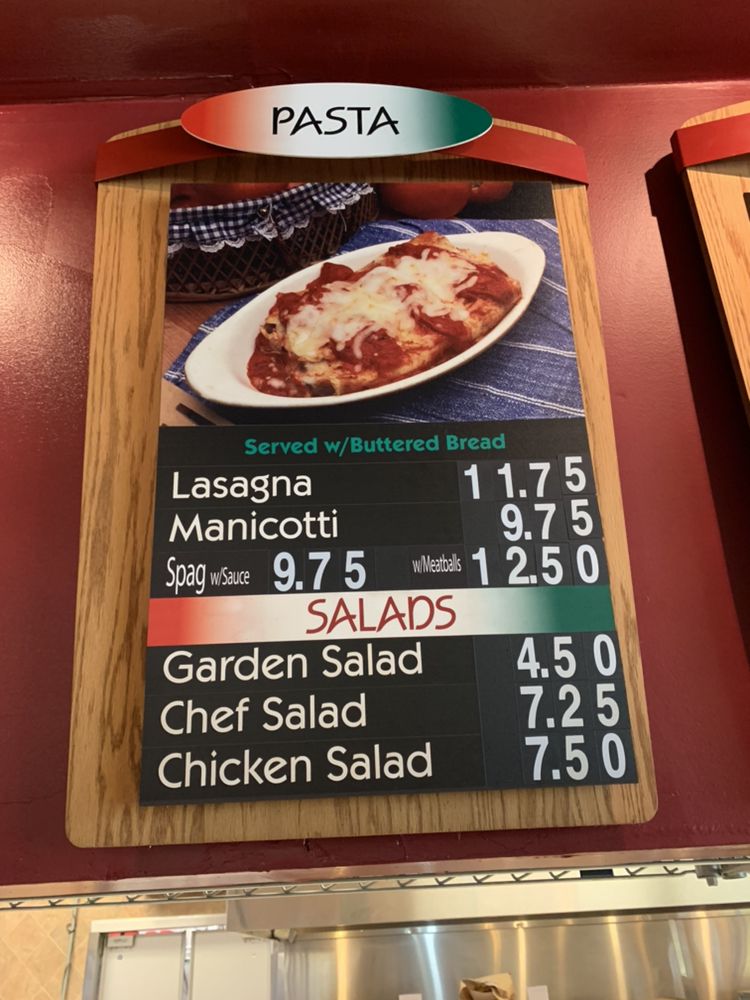 PASTA
Served w/Buttered Bread
Lasagna 11.75
Manicotti 9.75
Spag w/Sauce 9.75 w/Meatballs 12.50
SALADS
Garden Salad 4.50
Chef Salad 7.25
Chicken Salad 7.50